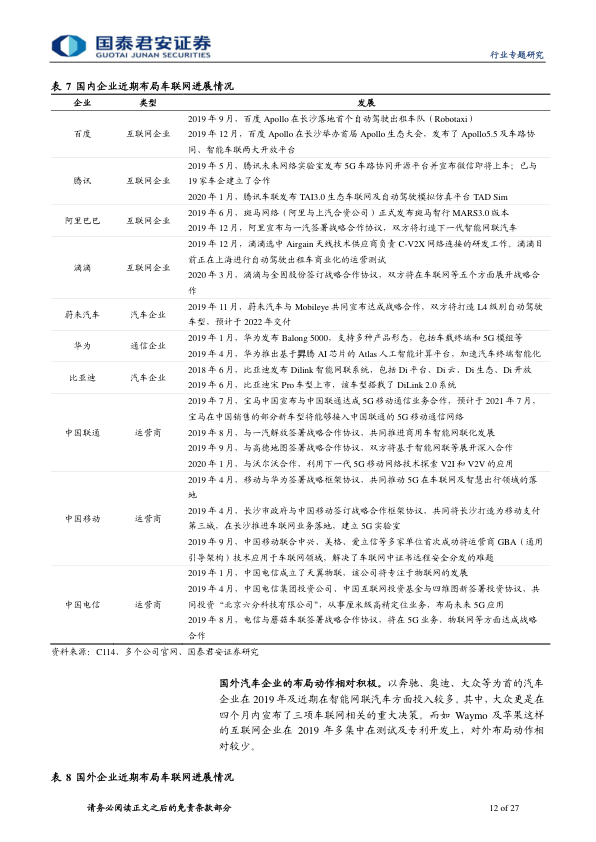 国泰君安证券
GUOTAI JUNAN SECURITIES
行业专题研究
表 7 国内企业近期布局车联网进展情况
企业 类型 发展
百度 互联网企业
2019 年 9 月，百度 Apollo 在长沙落地首个自动驾驶出租车队（Robotaxi）
2019 年 12 月，百度 Apollo 在长沙举办首届 Apollo 生态大会，发布了 Apollo5.5 及车路协
同、智能车联两大开放平台
腾讯 互联网企业
2019 年 5 月，腾讯未来网络实验室发布 5G 车路协同开源平台并宣布微信即将上车；已与
19 家车企建立了合作
2020 年 1 月，腾讯车联发布 TAI3.0 生态车联网及自动驾驶模拟仿真平台 TAD Sim
阿里巴巴 互联网企业
2019 年 6 月，斑马网络（阿里与上汽合资公司）正式发布斑马智行 MARS3.0 版本
2019 年 12 月，阿里宣布与一汽签署战略合作协议，双方将打造下一代智能网联汽车
滴滴 互联网企业
2019 年 12 月，滴滴选中 Airgain 天线技术供应商负责 C-V2X 网络连接的研发工作。滴滴目
前正在上海进行自动驾驶出租车商业化的运营测试
2020 年 3 月，滴滴与全国股份签订战略合作协议，双方将在车联网等五个方面展开战略合
作
蔚来汽车 汽车企业
2019 年 11 月，蔚来汽车与 Mobileye 共同宣布达成战略合作，双方将打造 L4 级别自动驾驶
车型，预计于 2022 年交付
华为 通信企业
2019 年 1 月，华为发布 Balong 5000，支持多种产品形态，包括车载终端和 5G 模组等
2019 年 4 月，华为推出基于昇腾 AI 芯片的 Atlas 人工智能计算平台，加速汽车终端智能化
比亚迪 汽车企业
2018 年 6 月，比亚迪发布 Dilink 智能网联系统，包括 Di 平台、Di 云、Di 生态、Di 开放
2019 年 6 月，比亚迪宋 Pro 车型上市，该车型搭载了 DiLink 2.0 系统
中国联通 运营商
2019 年 7 月，宝马中国宣布与中国联通达成 5G 移动通信业务合作，预计于 2021 年 7 月，
宝马在中国销售的部分新车型将能够接入中国联通的 5G 移动通信网络
2019 年 8 月，与一汽解放签署战略合作协议，共同推进商用车智能网联化发展
2019 年 9 月，与高德地图签署战略合作协议，双方将基于智能网联等展开深入合作
2020 年 1 月，与沃尔沃合作，利用下一代 5G 移动网络技术探索 V2I 和 V2V 的应用
中国移动 运营商
2019 年 4 月，移动与华为签署战略框架协议，共同推动 5G 在车联网及智慧出行领域的落
地
2019 年 4 月，长沙市政府与中国移动签订战略合作框架协议，共同将长沙打造为移动支付
第三城，在长沙推进车联网业务落地，建立 5G 实验室
2019 年 9 月，中国移动联合中兴、美格、爱立信等多家单位首次成功将运营商 GBA（通用
引导架构）技术应用于车联网领域，解决了车联网中证书远程安全分发的难题
中国电信 运营商
2019 年 1 月，中国电信成立了天翼物联，该公司将专注于物联网的发展
2019 年 4 月，中国电信集团投资公司、中国互联网投资基金与四维图新签署投资协议，共
同投资“北京六分科技有限公司”，从事厘米级高精定位业务，布局未来 5G 应用
2019 年 8 月，电信与蘑菇车联签署战略合作协议，将在 5G 业务、物联网等方面达成战略
合作
资料来源：C114、多个公司官网、国泰君安证券研究
国外汽车企业的布局动作相对积极。以奔驰、奥迪、大众等为首的汽车
企业在 2019 年及近期在智能网联汽车方面投入较多。其中，大众更是在
四个月内宣布了三项车联网相关的重大决策。而如 Waymo 及苹果这样
的互联网企业在 2019 年多集中在测试及专利开发上，对外布局动作相
对较少。
表 8 国外企业近期布局车联网进展情况
请务必阅读正文之后的免责条款部分 12 of 27